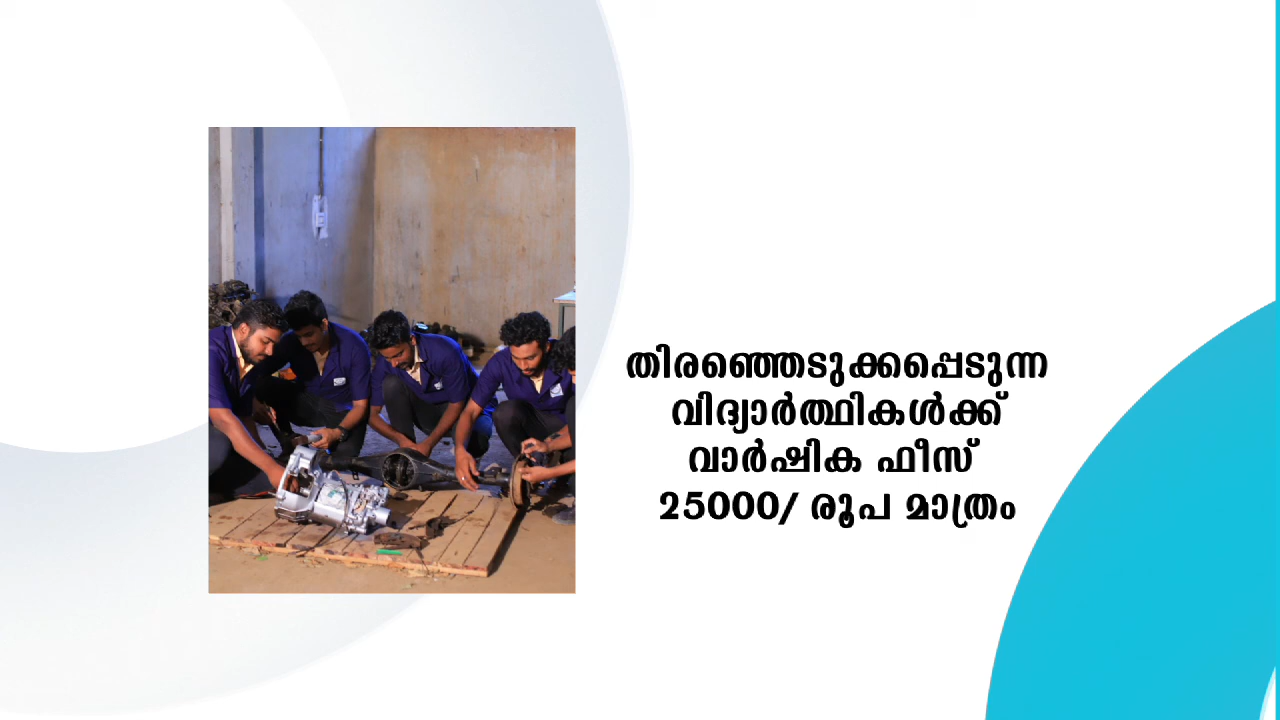 തിരഞ്ഞെടുക്കപ്പെടുന്ന
വിദ്യാർത്ഥികൾക്ക്
വാർഷിക ഫീസ്
25000/ രൂപ മാത്രം